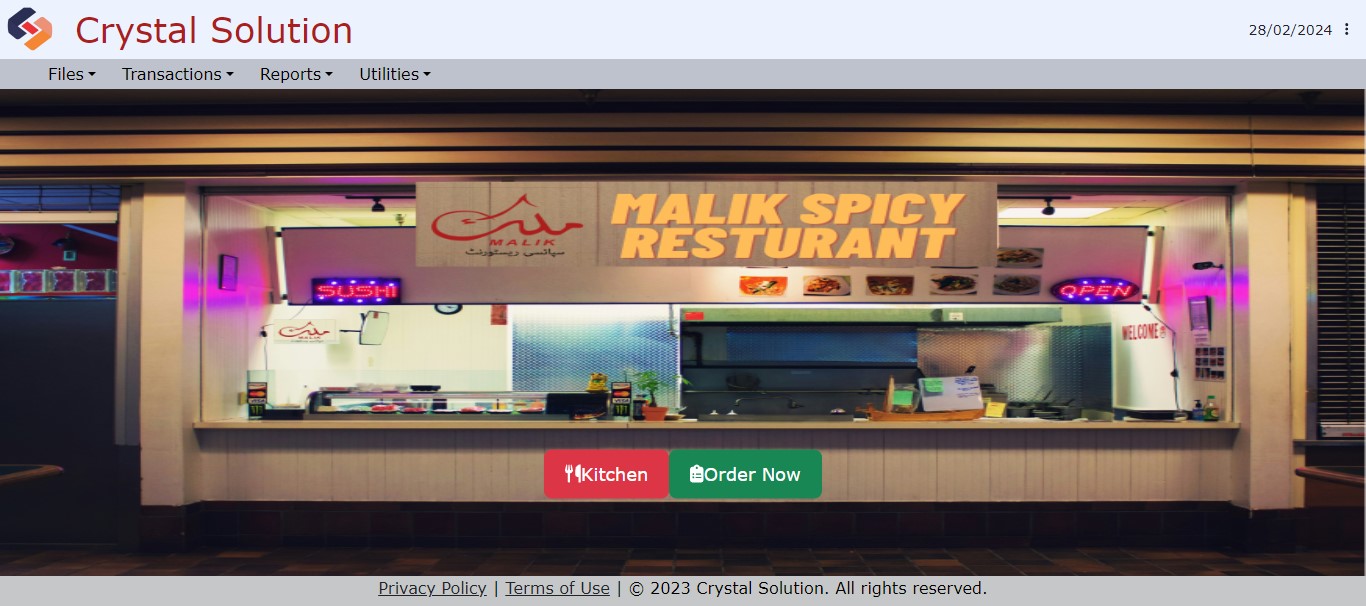 Crystal Solution
28/02/2024
Files
Transactions
Reports
Utilities
MALIK SPICY
RESTURANT
MALIK
سپائسی ریسٹورنٹ
SUSHI
OPEN
MALIK
WELCOME
Kitchen
Order Now
Privacy Policy | Terms of Use | © 2023 Crystal Solution. All rights reserved.